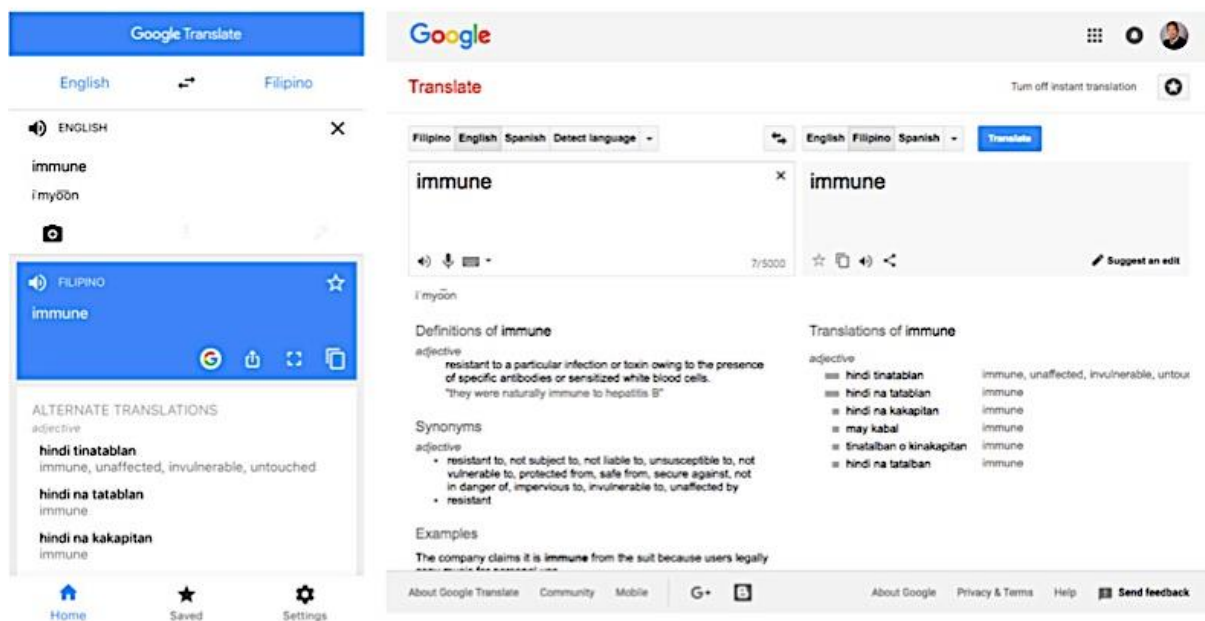 Google Translate
English Filipino
ENGLISH
immune
iˈmyo͞on
FILIPINO
immune
ALTERNATE TRANSLATIONS
adjective
hindi tinatablan
immune, unaffected, invulnerable, untouched
hindi na tatablan
immune
hindi na kakapitan
immune
Home Saved Settings
Google
Translate
Turn off instant translation
Filipino English Spanish Detect language
English Filipino Spanish
Translate
immune
7/5000
immune
Suggest an edit
iˈmyo͞on
Definitions of immune
adjective
resistant to a particular infection or toxin owing to the presence
of specific antibodies or sensitized white blood cells.
"they were naturally immune to hepatitis B"
Synonyms
adjective
resistant to, not subject to, not liable to, unsusceptible to, not
vulnerable to, protected from, safe from, secure against, not
in danger of, impervious to, invulnerable to, unaffected by
resistant
Examples
The company claims it is immune from the suit because users legally
Translations of immune
adjective
hindi tinatablan immune, unaffected, invulnerable,
hindi na tatablan immune
hindi na kakapitan immune
may kabal immune
tinatalban o kinakapitan immune
hindi na tatalban immune
About Google Translate Community Mobile G+ B
About Google Privacy & Terms Help Send feedback